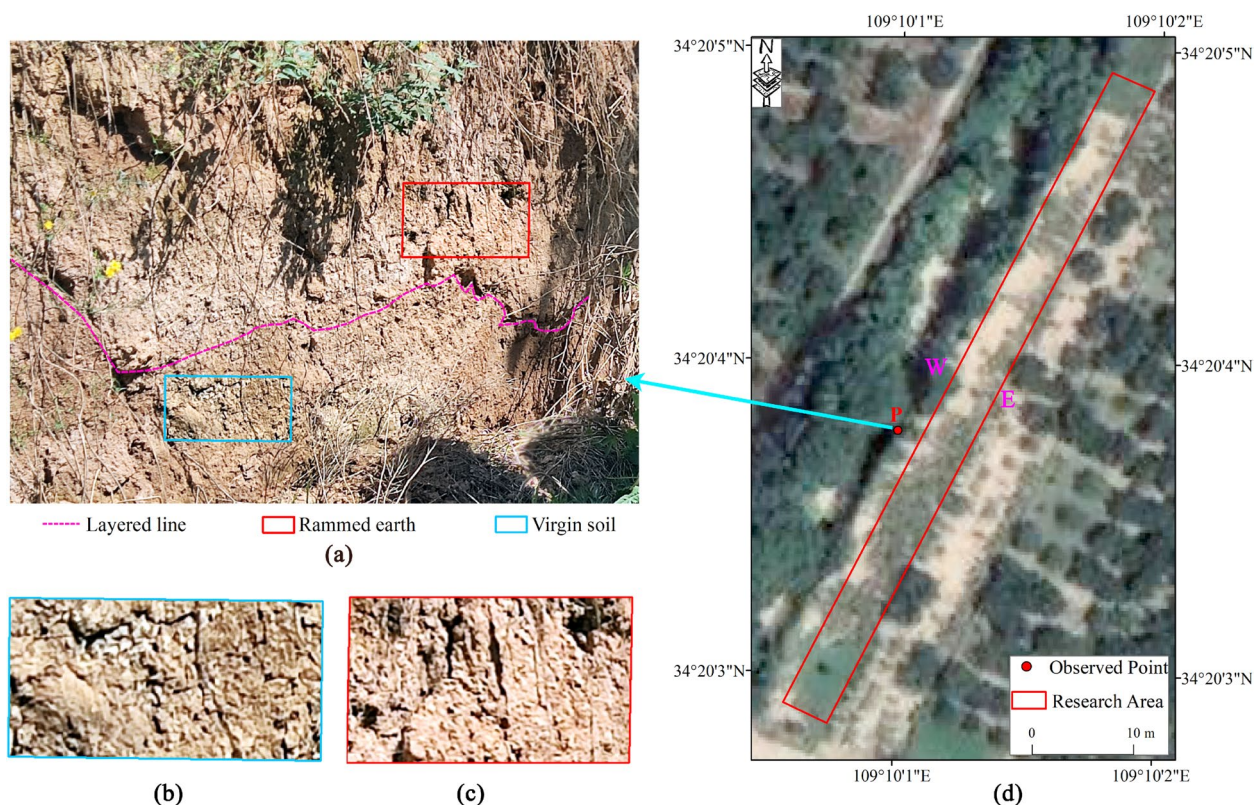 109°10'1"E
109°10'2"E
34°20'5"N
34°20'5"N
N
34°20'4"N
34°20'4"N
W
E
P
34°20'3"N
34°20'3"N
Observed Point
Research Area
0
10 m
109°10'1"E
109°10'2"E
Layered line
Rammed earth
Virgin soil
(a)
(b)
(c)
(d)